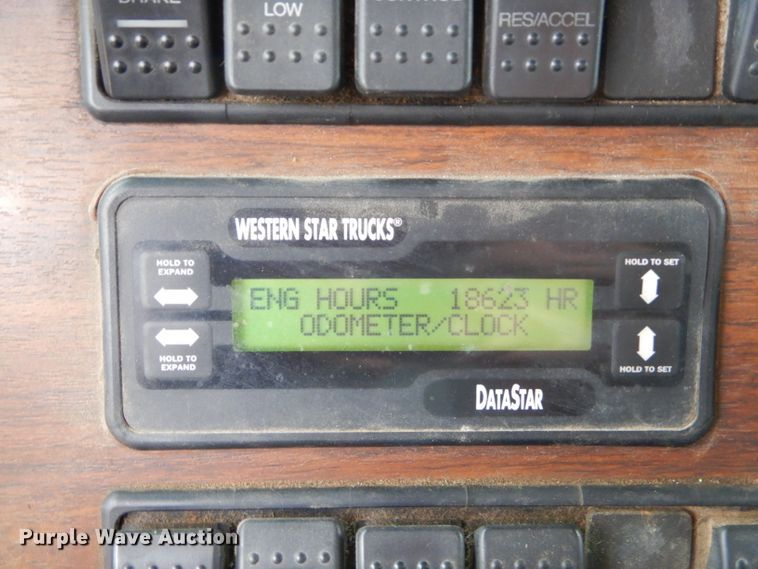 BRAKE
LOW
RES/ACCEL
WESTERN STAR TRUCKS®
HOLD TO
EXPAND
HOLD TO SET
ENG HOURS 18623 HR
ODOMETER/CLOCK
HOLD TO
EXPAND
HOLD TO SET
DATASTAR
Purple Wave Auction